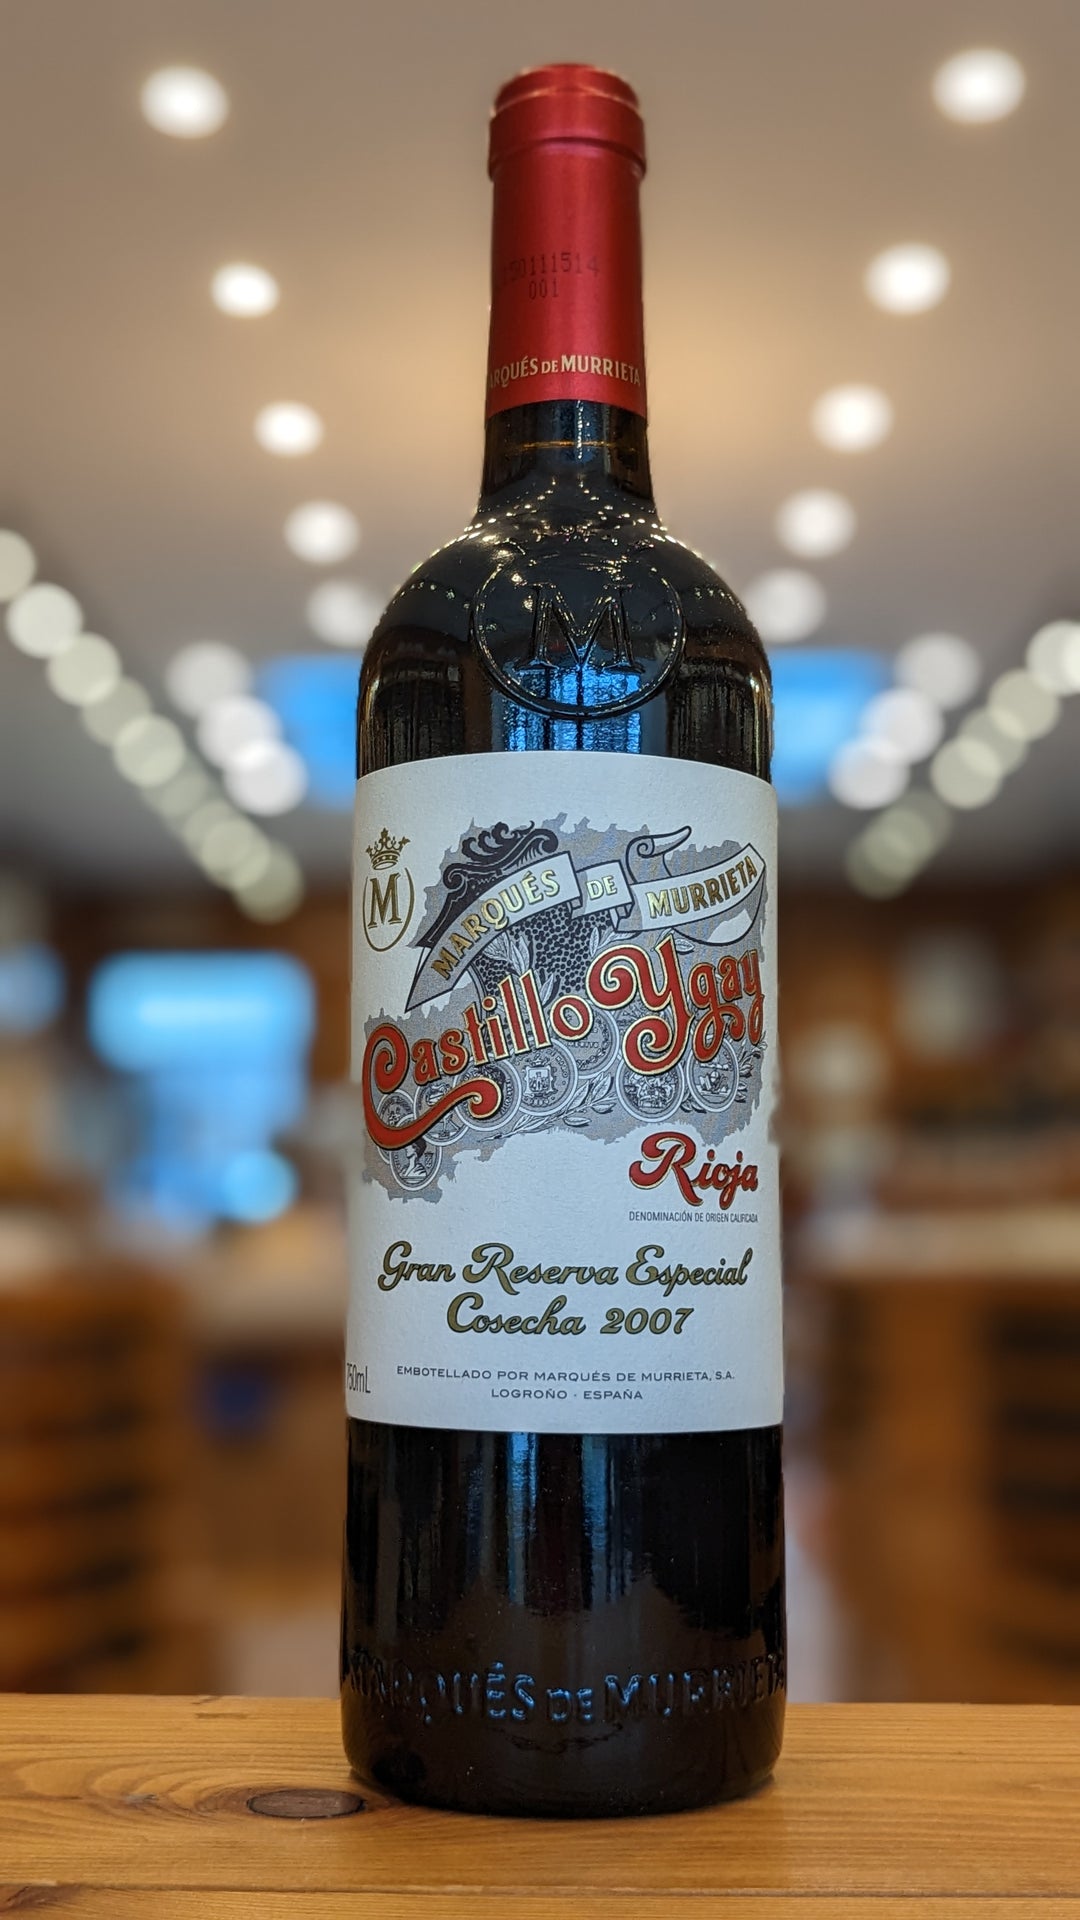 001
MARQUÉS DE MURRIETA
M
M
MARQUÉS DE MURRIETA
Castillo Ygay
Rioja
DENOMINACIÓN DE ORIGEN CALIFICADA
Gran Reserva Especial
Cosecha 2007
750mL
EMBOTELLADO POR MARQUÉS DE MURRIETA, S.A.
LOGROÑO - ESPAÑA
MARQUÉS DE MURRIETA